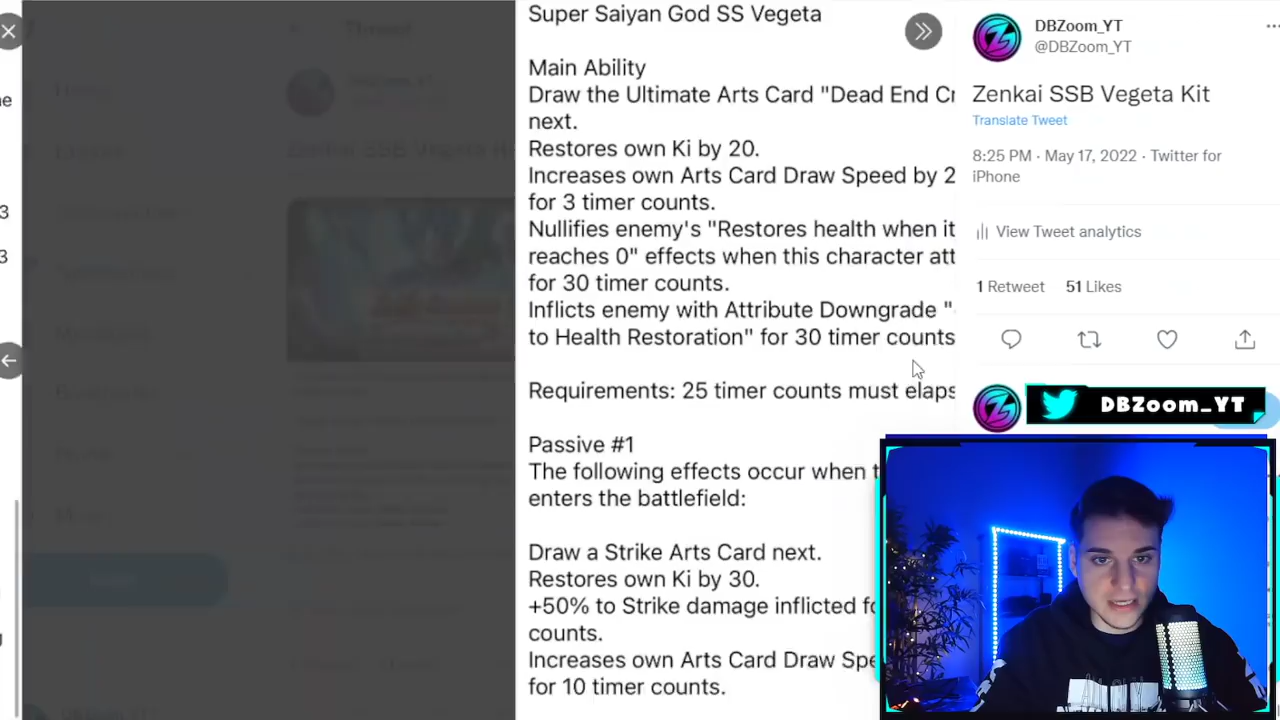 Super Saiyan God SS Vegeta
Main Ability
Draw the Ultimate Arts Card "Dead End Cr
next.
Restores own Ki by 20.
Increases own Arts Card Draw Speed by 2
for 3 timer counts.
Nullifies enemy's "Restores health when it
reaches 0" effects when this character att
for 30 timer counts.
Inflicts enemy with Attribute Downgrade "
to Health Restoration" for 30 timer counts
Requirements: 25 timer counts must elaps
Passive #1
The following effects occur when t
enters the battlefield:
Draw a Strike Arts Card next.
Restores own Ki by 30.
+50% to Strike damage inflicted fo
counts.
Increases own Arts Card Draw Spe
for 10 timer counts.
DBZoom_YT
@DBZoom_YT
Zenkai SSB Vegeta Kit
Translate Tweet
8:25 PM · May 17, 2022 · Twitter for
iPhone
View Tweet analytics
1 Retweet 51 Likes
DBZoom_YT